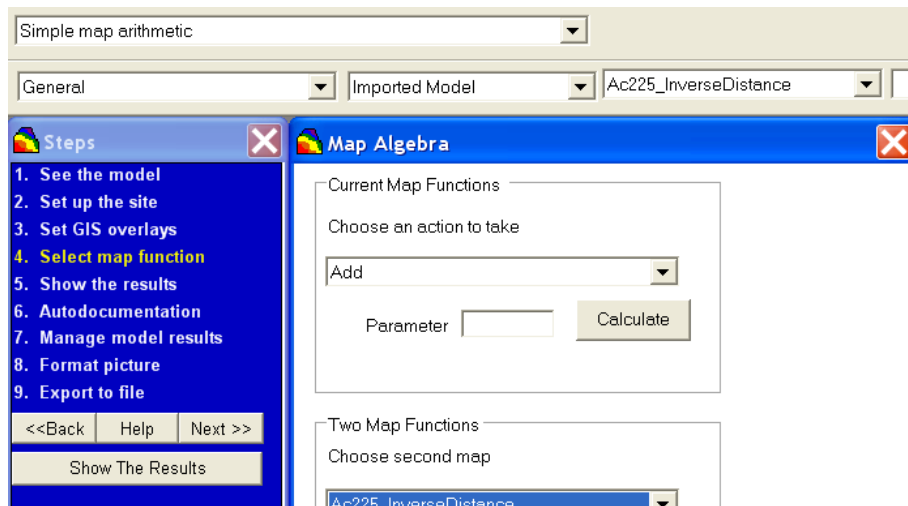 Simple map arithmetic
General Imported Model Ac225_InverseDistance
Steps
1. See the model
2. Set up the site
3. Set GIS overlays
4. Select map function
5. Show the results
6. Autodocumentation
7. Manage model results
8. Format picture
9. Export to file
<<Back Help Next >>
Show The Results
Map Algebra
Current Map Functions
Choose an action to take
Add
Parameter Calculate
Two Map Functions
Choose second map
Ac225_InverseDistance